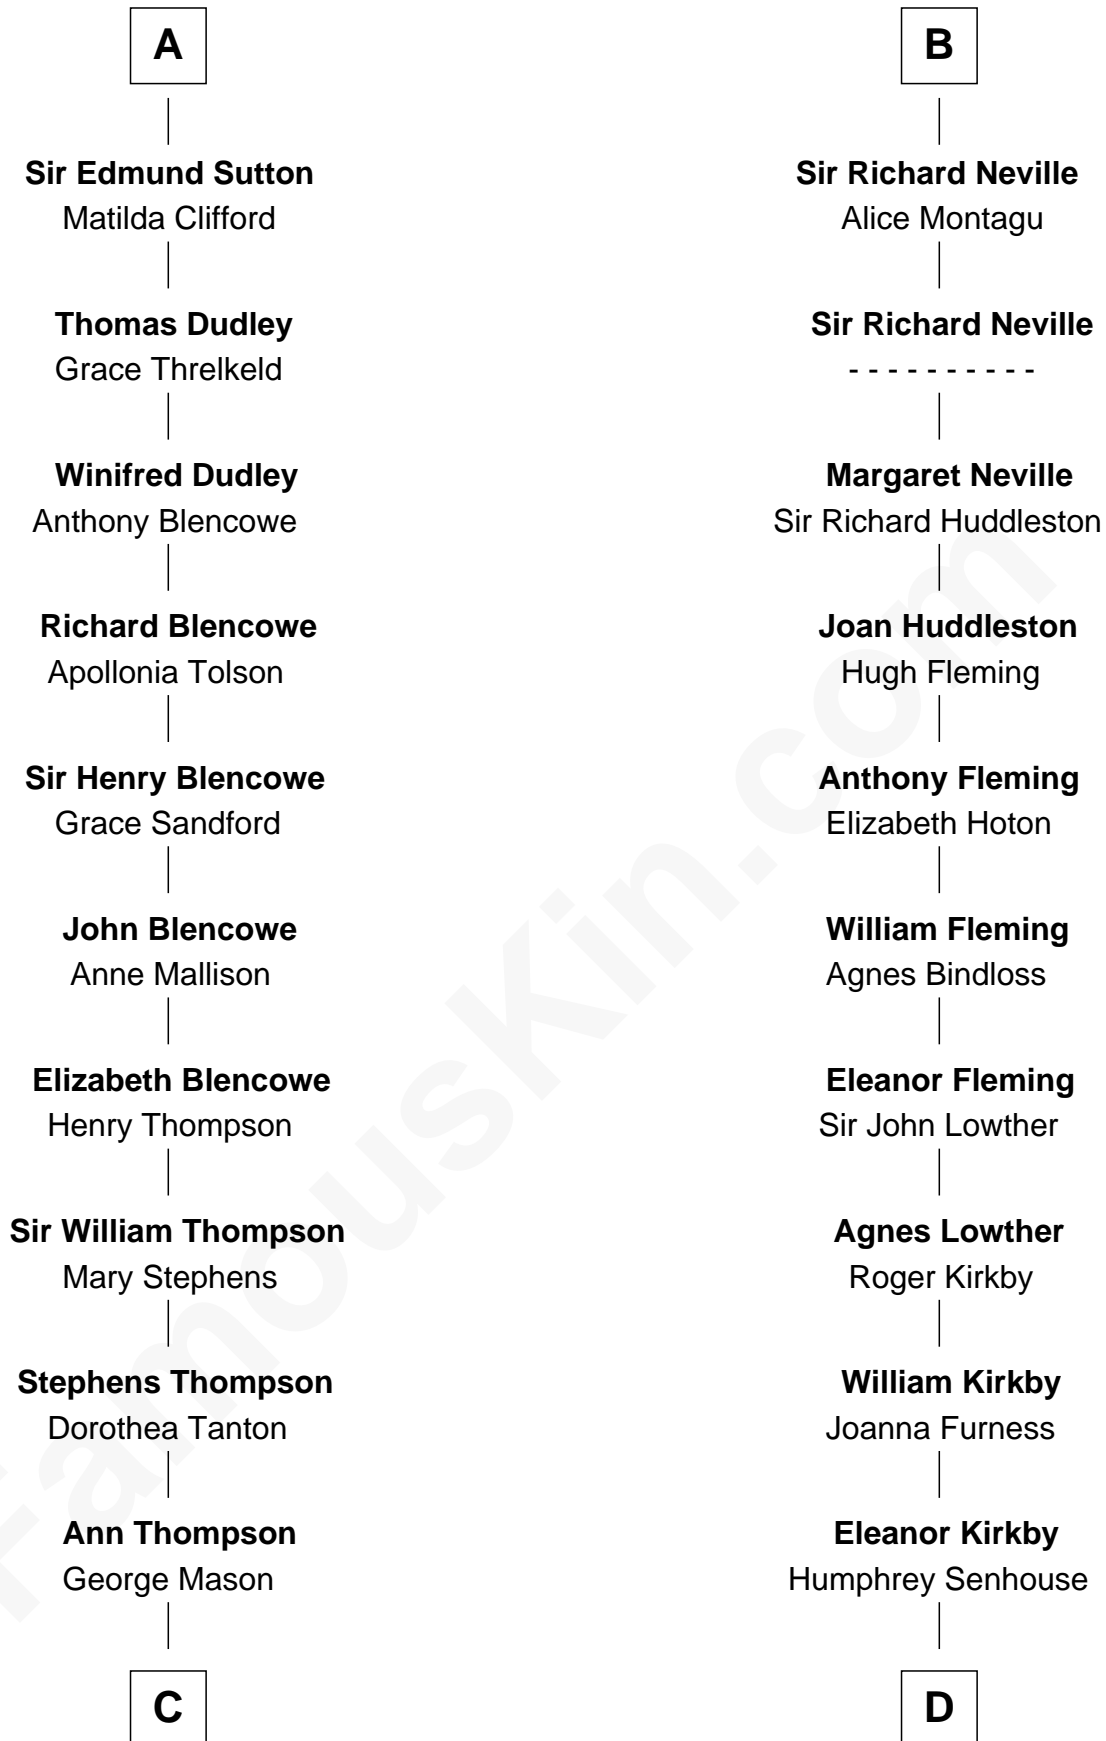 A
Sir Edmund Sutton
Matilda Clifford
Thomas Dudley
Grace Threlkeld
Winifred Dudley
Anthony Blencowe
Richard Blencowe
Apollonia Tolson
Sir Henry Blencowe
Grace Sandford
John Blencowe
Anne Mallison
Elizabeth Blencowe
Henry Thompson
Sir William Thompson
Mary Stephens
Stephens Thompson
Dorothea Tanton
Ann Thompson
George Mason
C
B
Sir Richard Neville
Alice Montagu
Sir Richard Neville
- - - - - - - - - -
Margaret Neville
Sir Richard Huddleston
Joan Huddleston
Hugh Fleming
Anthony Fleming
Elizabeth Hoton
William Fleming
Agnes Bindloss
Eleanor Fleming
Sir John Lowther
Agnes Lowther
Roger Kirkby
William Kirkby
Joanna Furness
Eleanor Kirkby
Humphrey Senhouse
D
FamousKin.com